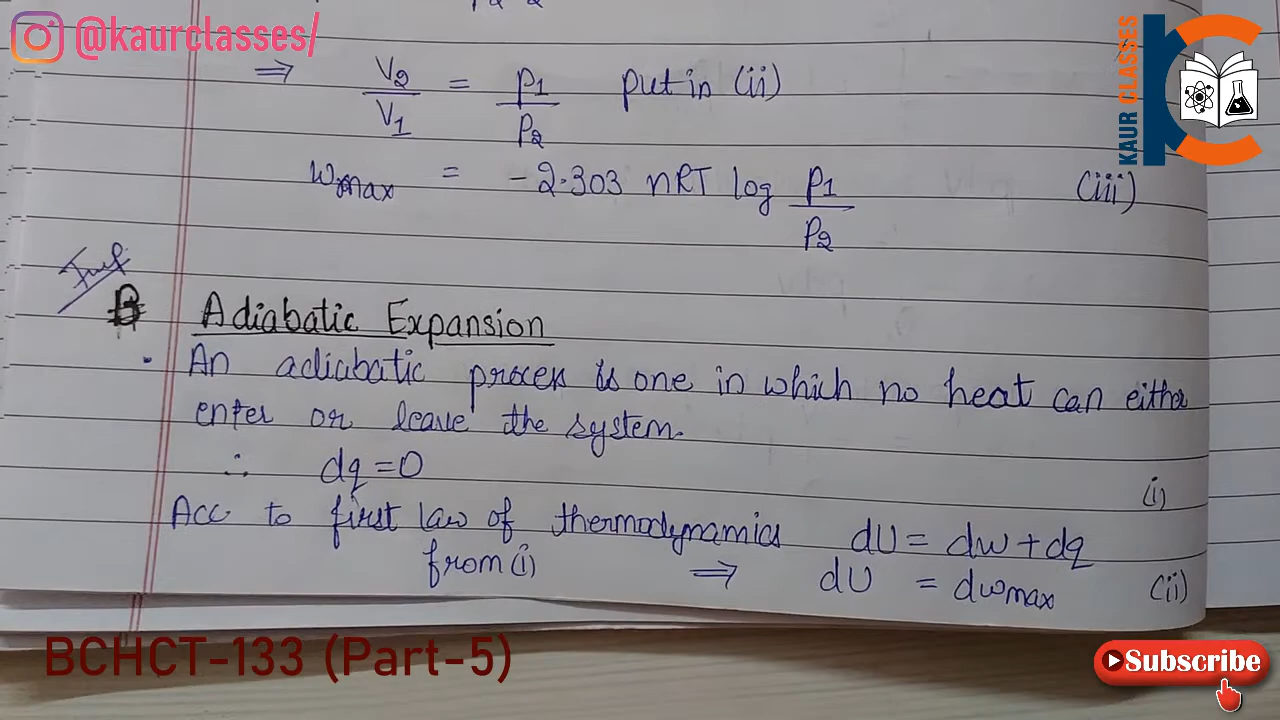 @kaurclasses/
KAUR CLASSES
⇒ V2/V1 = P1/P2 put in (ii)
Wmax = -2.303 nRT log P1/P2 (iii)
Imp
B Adiabatic Expansion
· An adiabatic process is one in which no heat can either
enter or leave the system.
∴ dq = 0 (i)
Acc to first law of thermodynamics dU = dw + dq
from (i) ⇒ dU = dwmax (ii)
BCHCT-133 (Part-5)
Subscribe